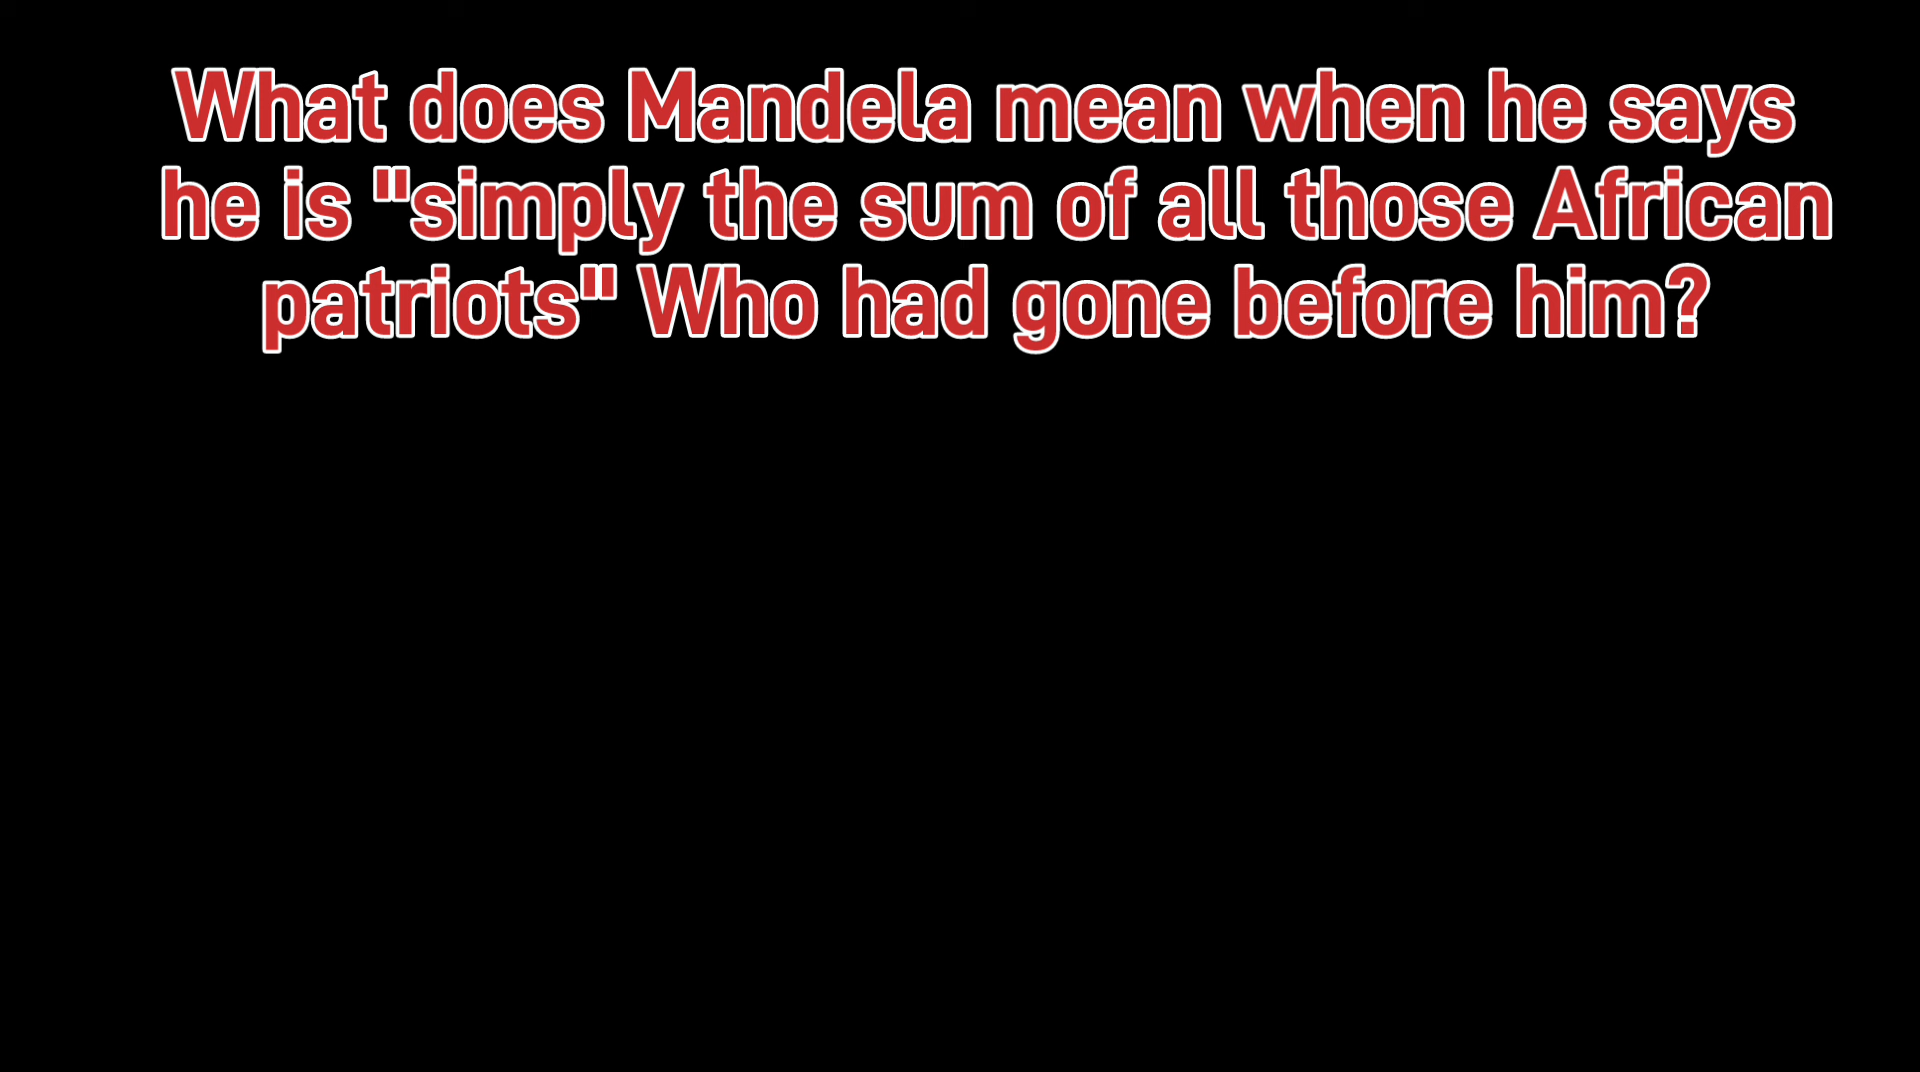 What does Mandela mean when he says
he is "simply the sum of all those African
patriots" Who had gone before him?